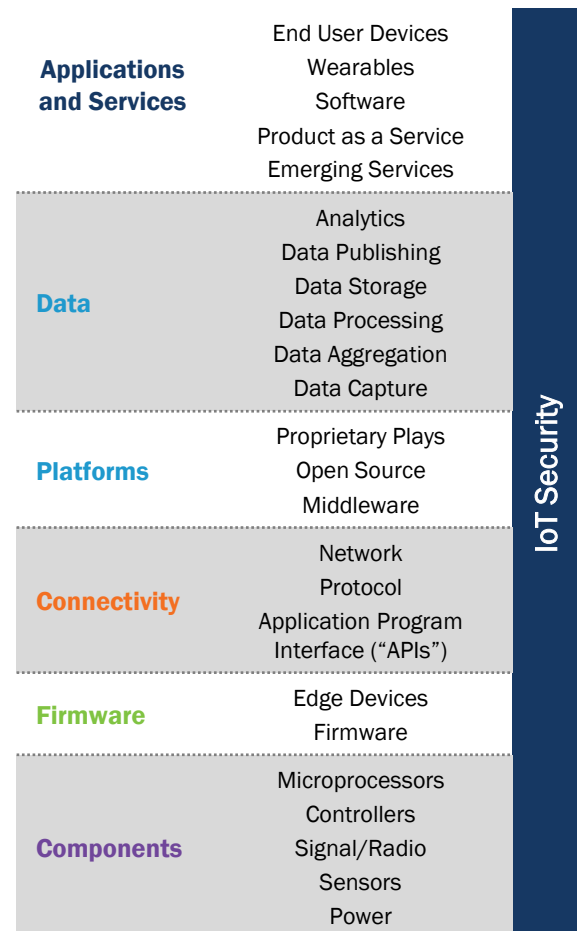 Applications
and Services
End User Devices
Wearables
Software
Product as a Service
Emerging Services
Data
Analytics
Data Publishing
Data Storage
Data Processing
Data Aggregation
Data Capture
Platforms
Proprietary Plays
Open Source
Middleware
Connectivity
Network
Protocol
Application Program
Interface (“APIs”)
Firmware
Edge Devices
Firmware
Components
Microprocessors
Controllers
Signal/Radio
Sensors
Power
IoT Security